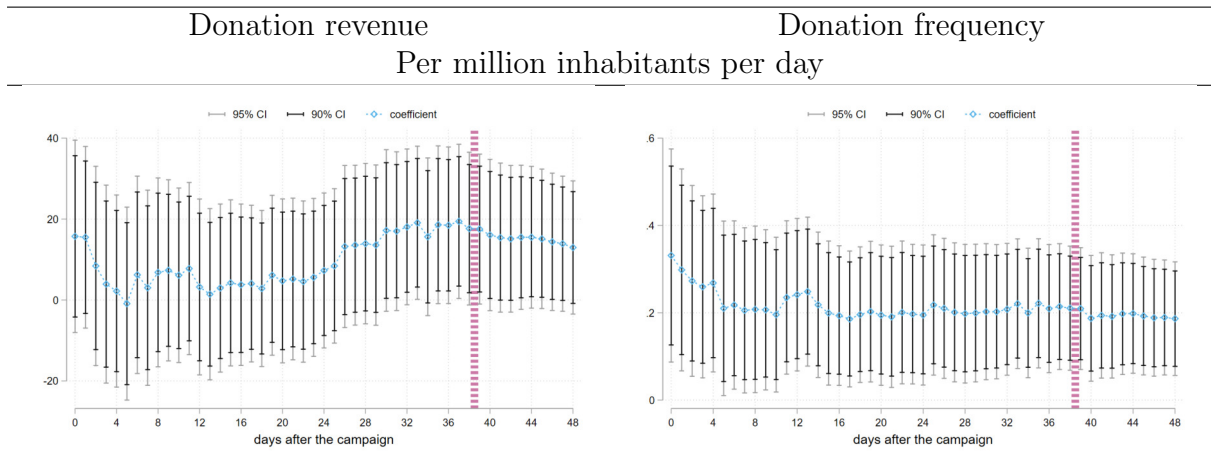 Donation revenue Donation frequency
Per million inhabitants per day
95% CI 90% CI coefficient
40
20
0
-20
0 4 8 12 16 20 24 28 32 36 40 44 48
days after the campaign
95% CI 90% CI coefficient
.6
.4
.2
0
0 4 8 12 16 20 24 28 32 36 40 44 48
days after the campaign